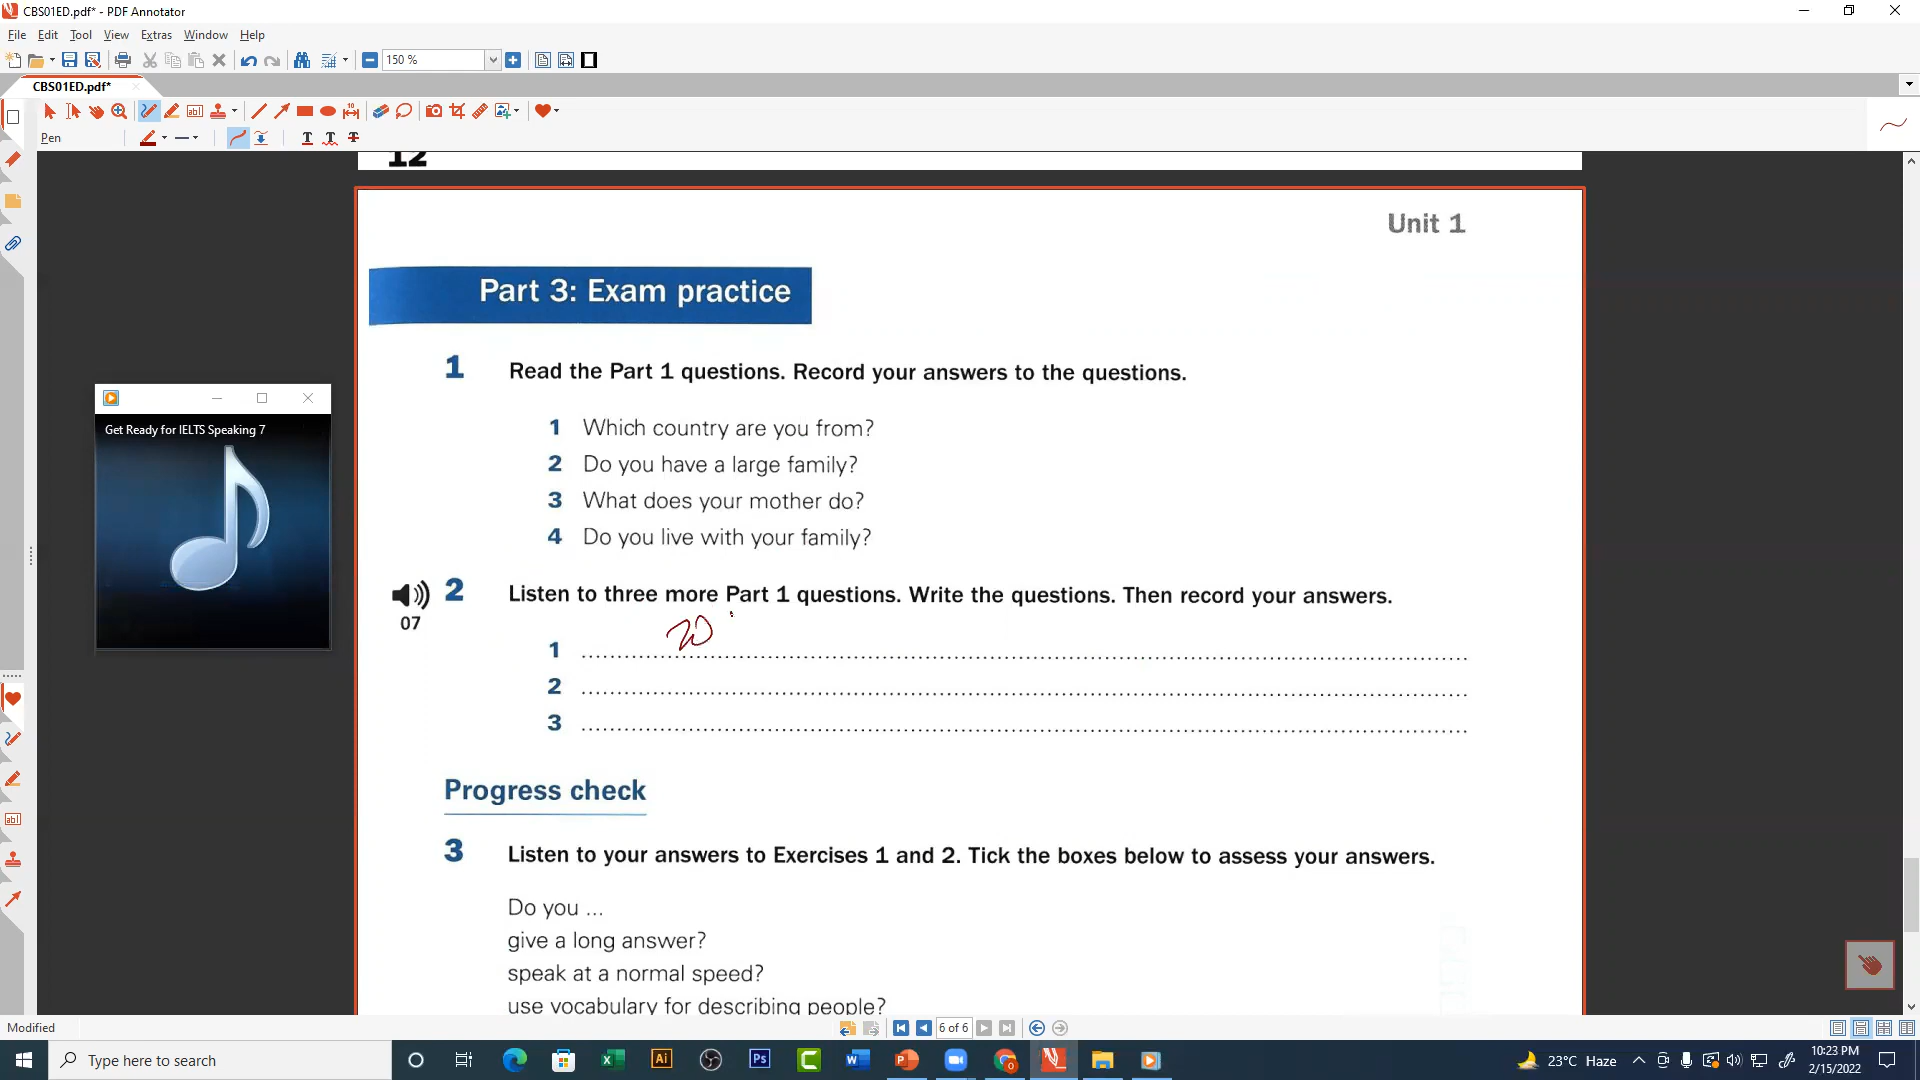 CBS01ED.pdf* - PDF Annotator
File Edit Tool View Extras Window Help
150 %
CBS01ED.pdf*
Pen
12
Unit 1
Part 3: Exam practice
1 Read the Part 1 questions. Record your answers to the questions.
1 Which country are you from?
2 Do you have a large family?
3 What does your mother do?
4 Do you live with your family?
Get Ready for IELTS Speaking 7
07
2 Listen to three more Part 1 questions. Write the questions. Then record your answers.
1
2
3
Progress check
3 Listen to your answers to Exercises 1 and 2. Tick the boxes below to assess your answers.
Do you ...
give a long answer?
speak at a normal speed?
use vocabulary for describing people?
Modified
6 of 6
Type here to search
23°C Haze
10:23 PM
2/15/2022